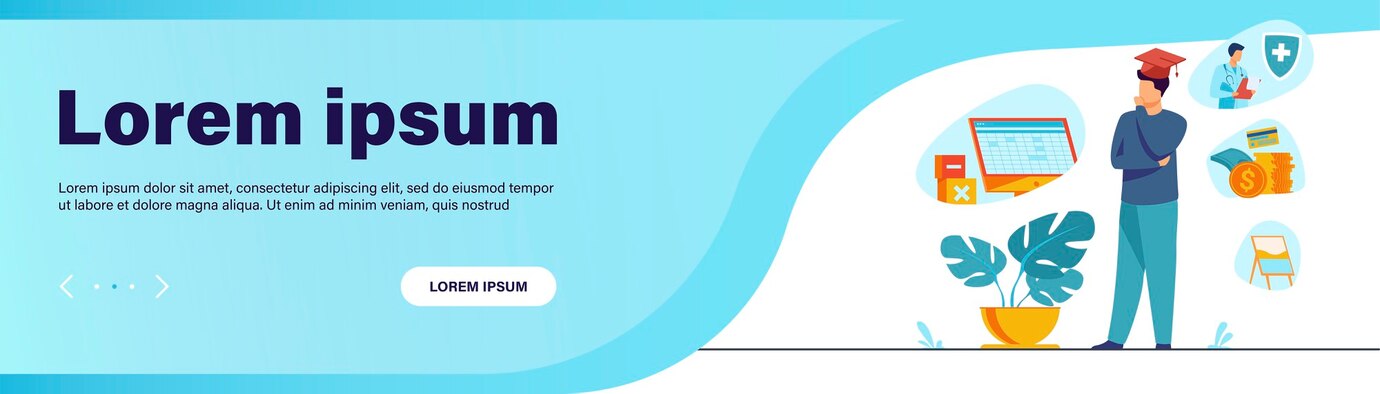 Lorem ipsum
Lorem ipsum dolor sit amet, consectetur adipiscing elit, sed do eiusmod tempor
ut labore et dolore magna aliqua. Ut enim ad minim veniam, quis nostrud
LOREM IPSUM